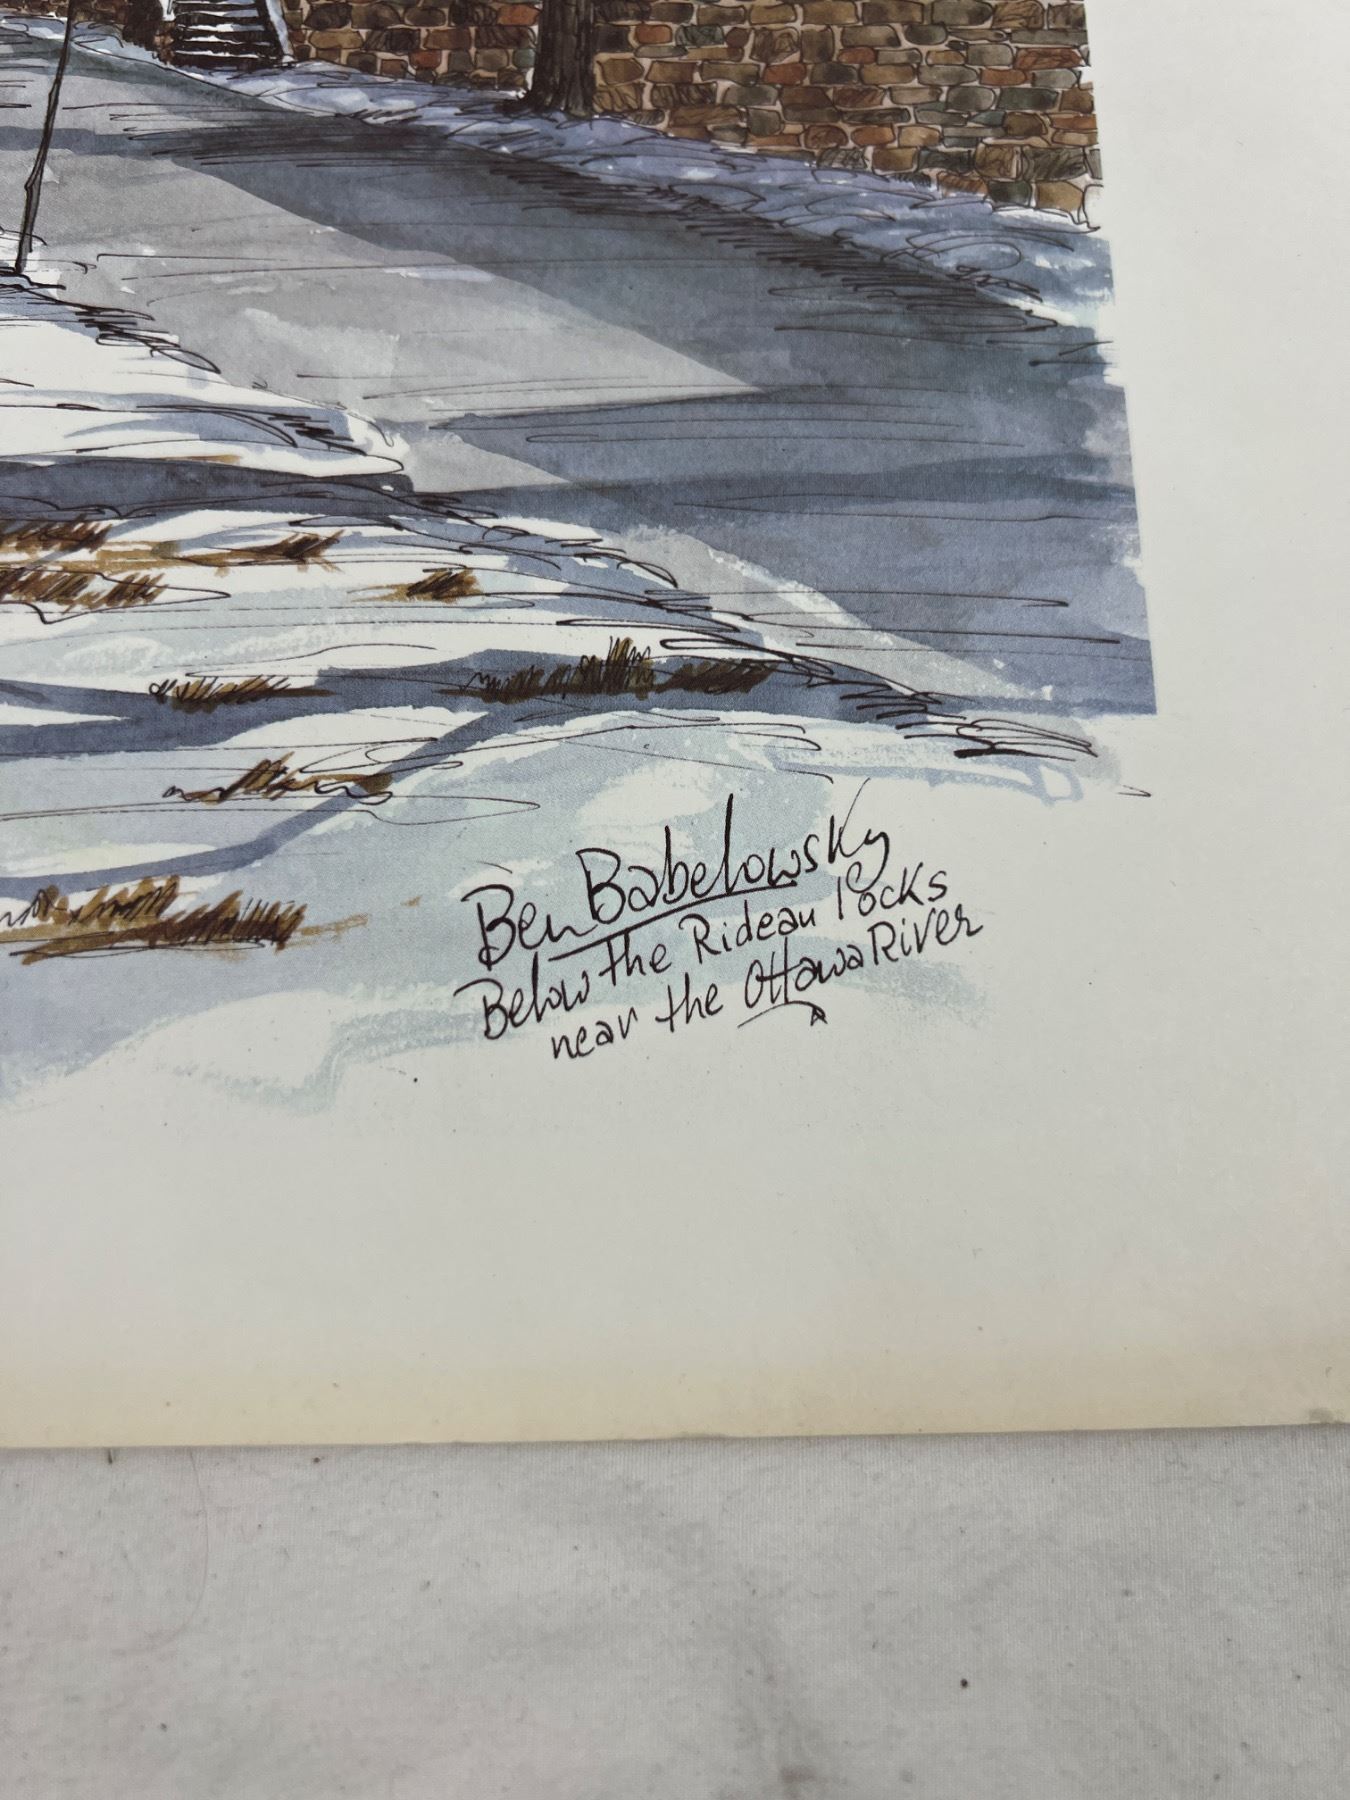 Ben Babelowsky
Below the Rideau locks
near the Ottawa River